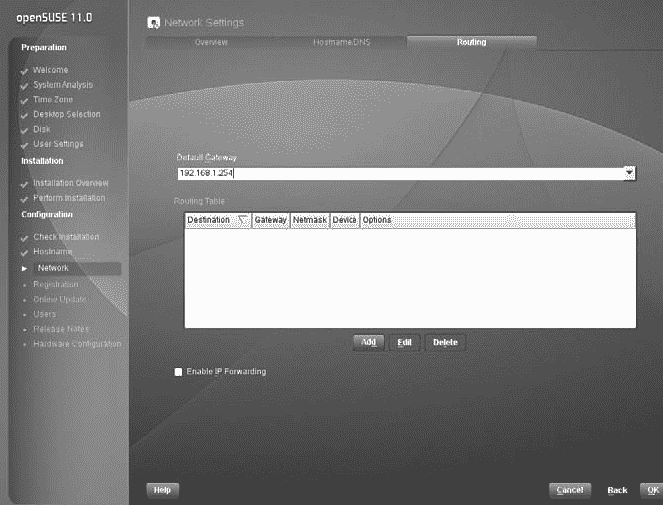 openSUSE 11.0
Preparation
Welcome
System Analysis
Time Zone
Desktop Selection
Disk
User Settings
Installation
Installation Overview
Perform Installation
Configuration
Check Installation
Hostname
Network
Registration
Online Update
Users
Release Notes
Hardware Configuration
Network Settings
Overview
Hostname/DNS
Routing
Default Gateway
192.168.1.254
Routing Table
Destination Gateway Netmask Device Options
Add Edit Delete
Enable IP Forwarding
Help Cancel Back OK